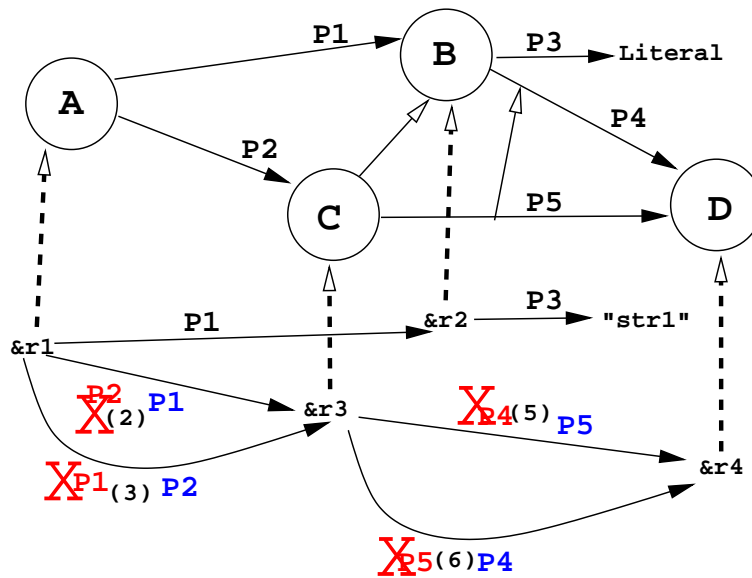 P1
B
P3
Literal
A
P4
P2
C
P5
D
P1
&r2
P3
"str1"
&r1
P2
X
(2)
P1
&r3
X
P4
(5)
P5
&r4
X
P1
(3)
P2
X
P5
(6)
P4